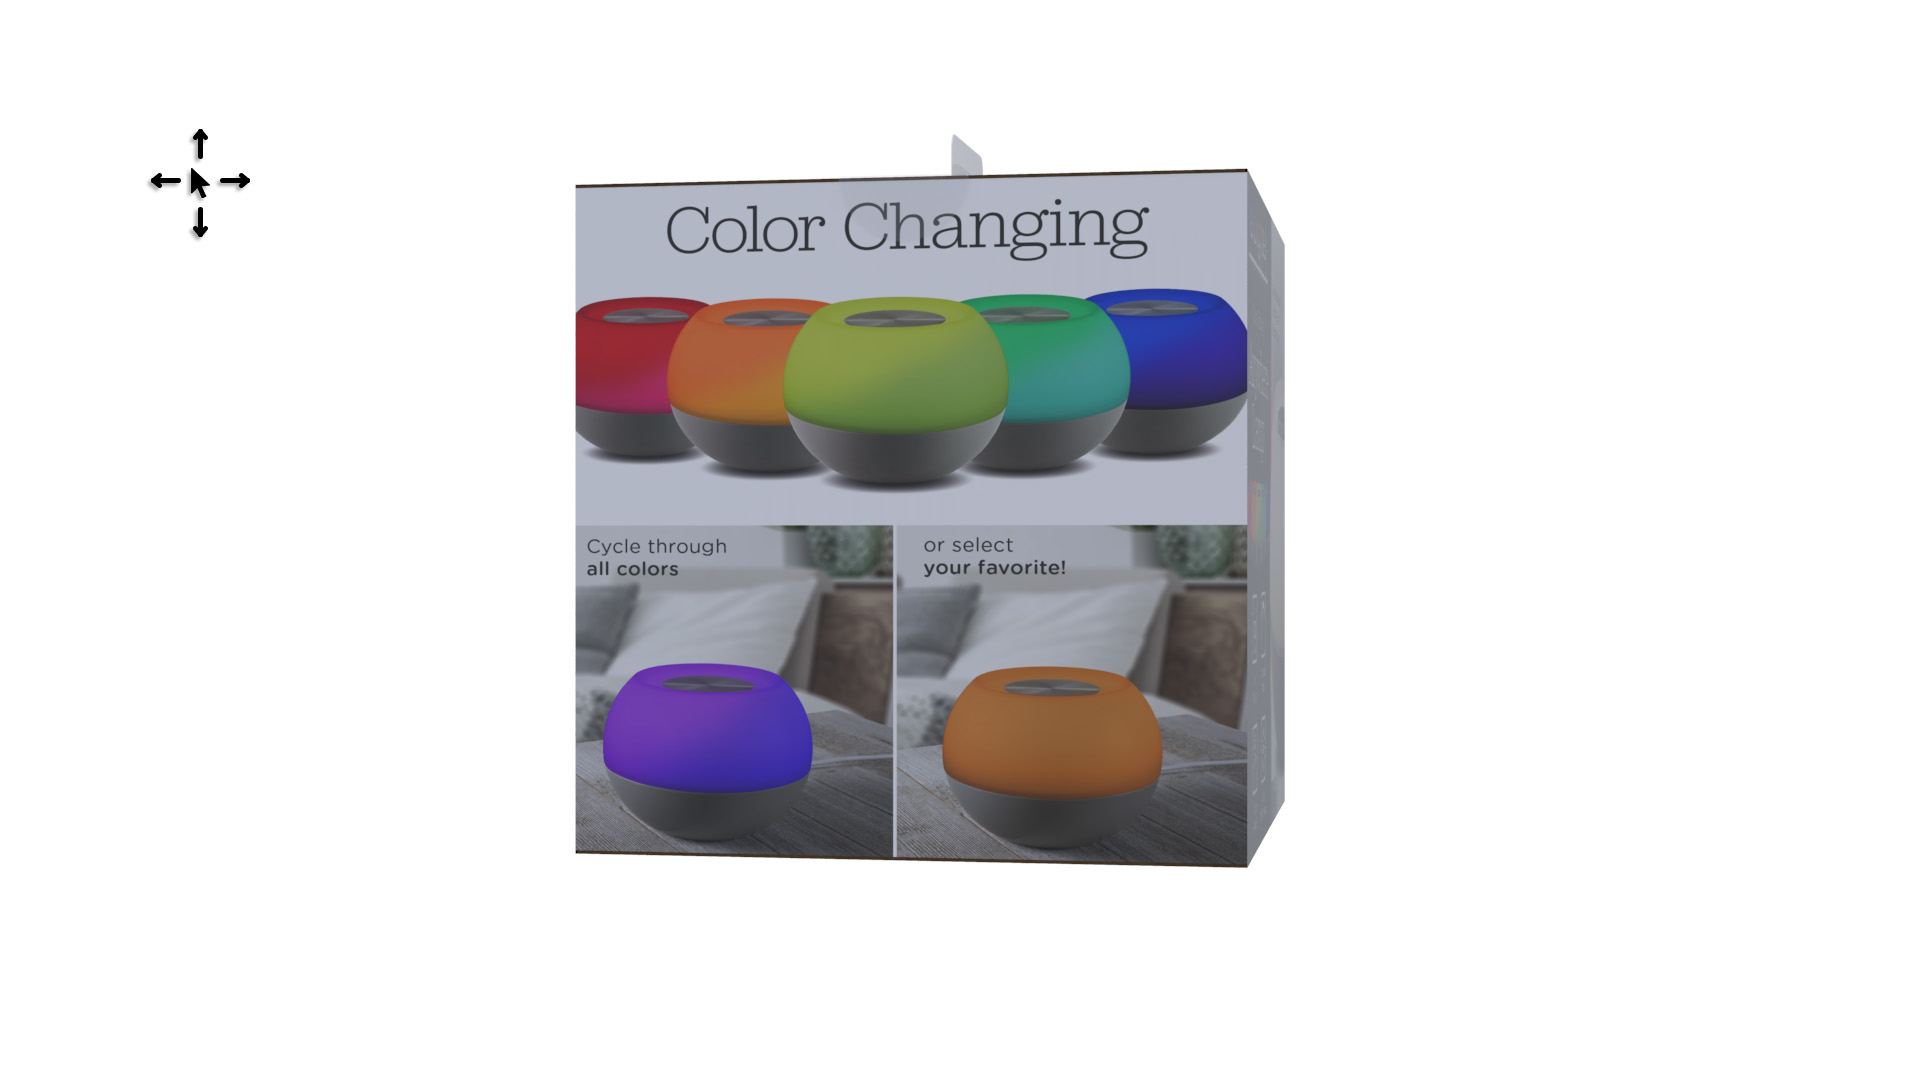 Color Changing
Cycle through
all colors
or select
your favorite!